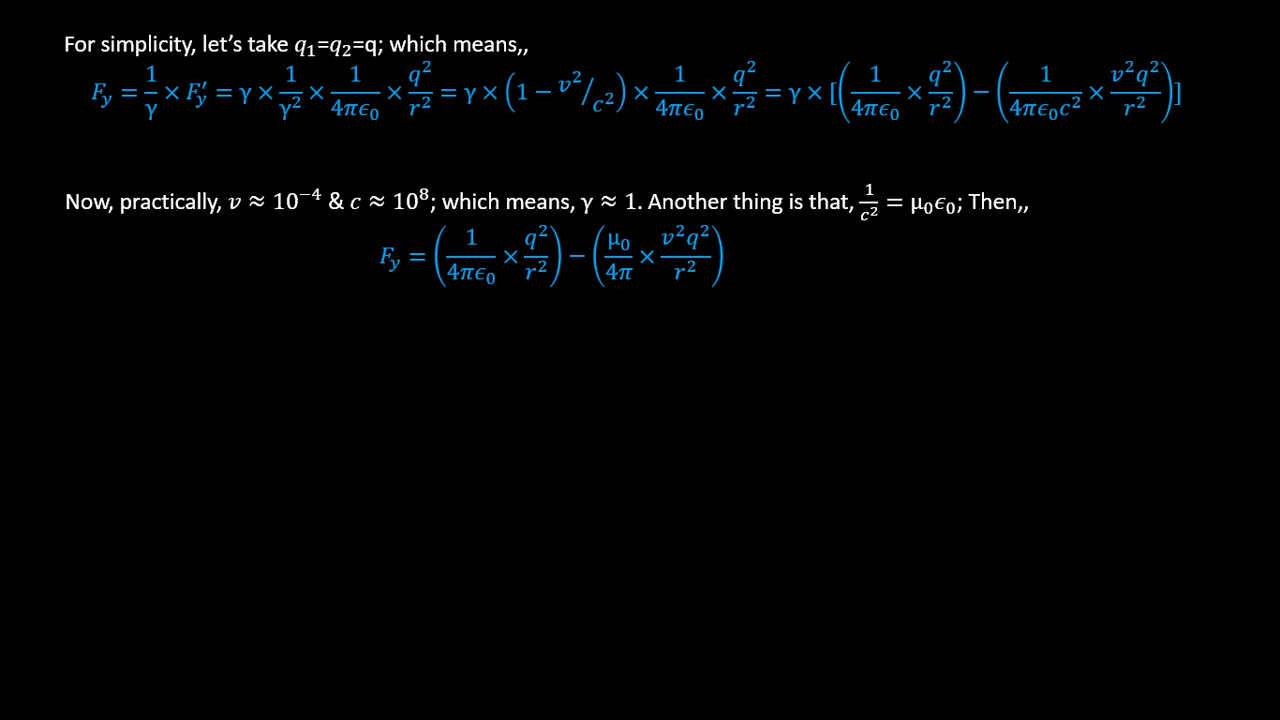 For simplicity, let's take q₁=q₂=q; which means,,
F_y = 1/γ × F′_y = γ × 1/γ² × 1/4πϵ₀ × q²/r² = γ × (1 − v²/c²) × 1/4πϵ₀ × q²/r² = γ × [(1/4πϵ₀ × q²/r²) − (1/4πϵ₀c² × v²q²/r²)]
Now, practically, v ≈ 10⁻⁴ & c ≈ 10⁸; which means, γ ≈ 1. Another thing is that, 1/c² = μ₀ϵ₀; Then,,
F_y = (1/4πϵ₀ × q²/r²) − (μ₀/4π × v²q²/r²)